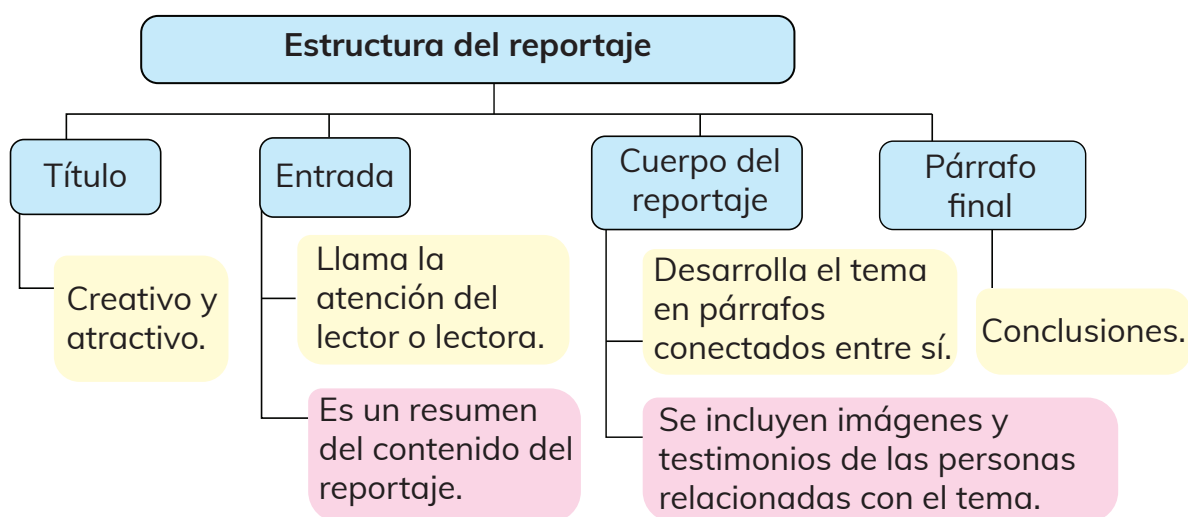 Estructura del reportaje
Título
Creativo y
atractivo.
Entrada
Llama la
atención del
lector o lectora.
Es un resumen
del contenido del
reportaje.
Cuerpo del
reportaje
Desarrolla el tema
en párrafos
conectados entre sí.
Se incluyen imágenes y
testimonios de las personas
relacionadas con el tema.
Párrafo
final
Conclusiones.